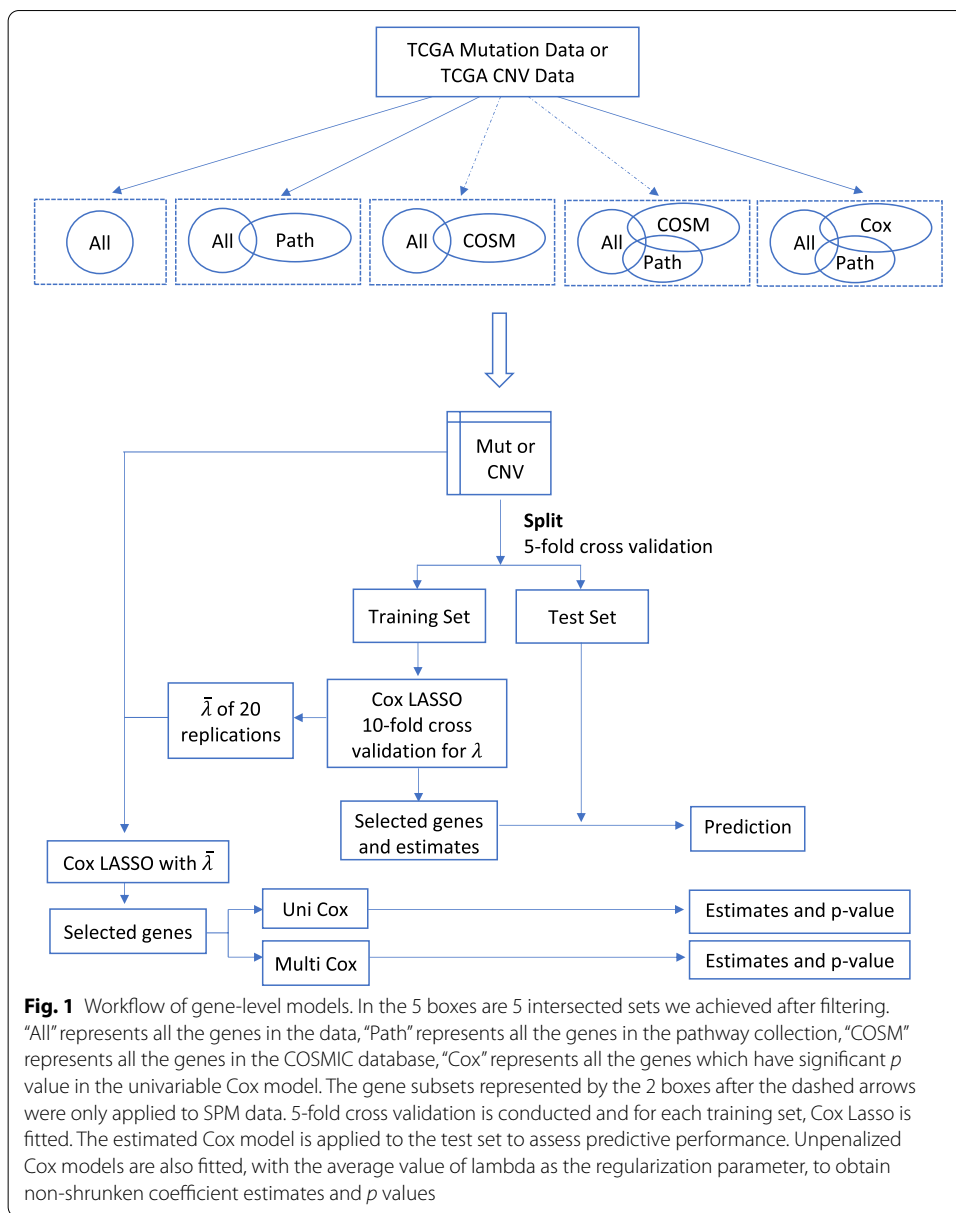 TCGA Mutation Data or
TCGA CNV Data
All
All Path
All COSM
All COSM Path
All Cox Path
Mut or
CNV
Split
5-fold cross validation
Training Set
Test Set
Cox LASSO
10-fold cross
validation for λ
λ̄ of 20
replications
Selected genes
and estimates
Prediction
Cox LASSO with λ̄
Selected genes
Uni Cox
Estimates and p-value
Multi Cox
Estimates and p-value
Fig. 1 Workflow of gene-level models. In the 5 boxes are 5 intersected sets we achieved after filtering.
“All” represents all the genes in the data, “Path” represents all the genes in the pathway collection, “COSM”
represents all the genes in the COSMIC database, “Cox” represents all the genes which have significant p
value in the univariable Cox model. The gene subsets represented by the 2 boxes after the dashed arrows
were only applied to SPM data. 5-fold cross validation is conducted and for each training set, Cox Lasso is
fitted. The estimated Cox model is applied to the test set to assess predictive performance. Unpenalized
Cox models are also fitted, with the average value of lambda as the regularization parameter, to obtain
non-shrunken coefficient estimates and p values